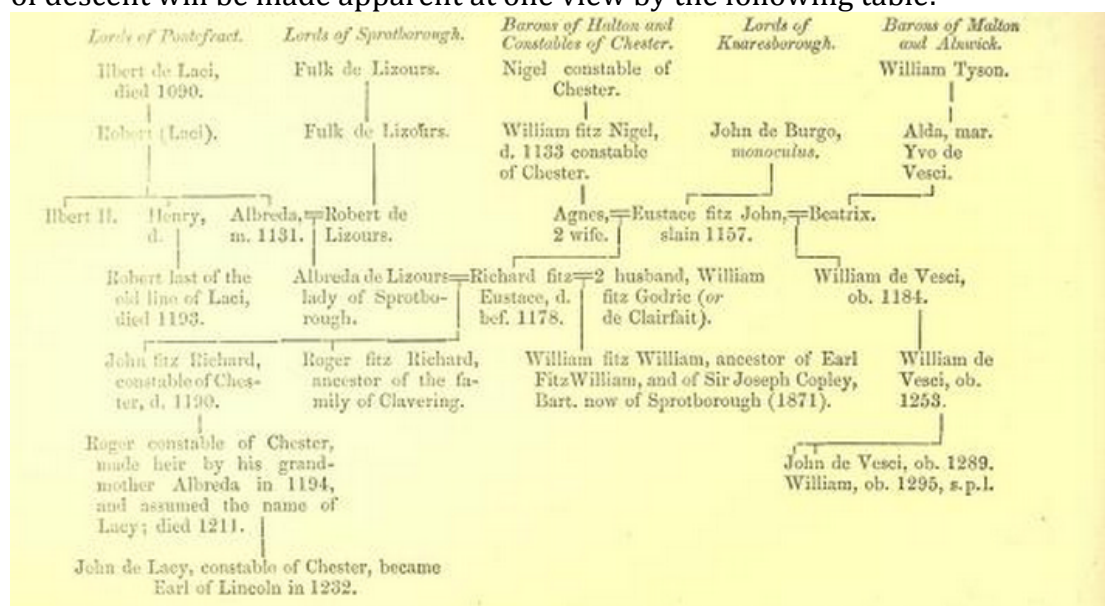 of descent will be made apparent at one view by the following table:
Lords of Pontefract. Lords of Sprotborough. Barons of Halton and Constables of Chester. Lords of Knaresborough. Barons of Malton and Alnwick.
Ilbert de Laci,
died 1090.
Fulk de Lizours.
Nigel constable of
Chester.
William Tyson.
Robert (Laci).
Fulk de Lizours.
William fitz Nigel,
d. 1133 constable
of Chester.
John de Burgo,
monoculus.
Alda, mar.
Yvo de
Vesci.
Ilbert II.
Henry,
d.
Albreda,=Robert de
m. 1131. Lizours.
Agnes,=Eustace fitz John,=Beatrix.
2 wife. slain 1157.
Robert last of the
old line of Laci,
died 1193.
Albreda de Lizours=Richard fitz=2 husband, William
lady of Sprotbo- Eustace, d. fitz Godric (or
rough. bef. 1178. de Clairfait).
William de Vesci,
ob. 1184.
John fitz Richard,
constable of Ches-
ter, d. 1190.
Roger fitz Richard,
ancestor of the fa-
mily of Clavering.
William fitz William, ancestor of Earl
FitzWilliam, and of Sir Joseph Copley,
Bart. now of Sprotborough (1871).
William de
Vesci, ob.
1253.
Roger constable of Chester,
made heir by his grand-
mother Albreda in 1194,
and assumed the name of
Lacy; died 1211.
John de Vesci, ob. 1289.
William, ob. 1295, s.p.l.
John de Lacy, constable of Chester, became
Earl of Lincoln in 1232.